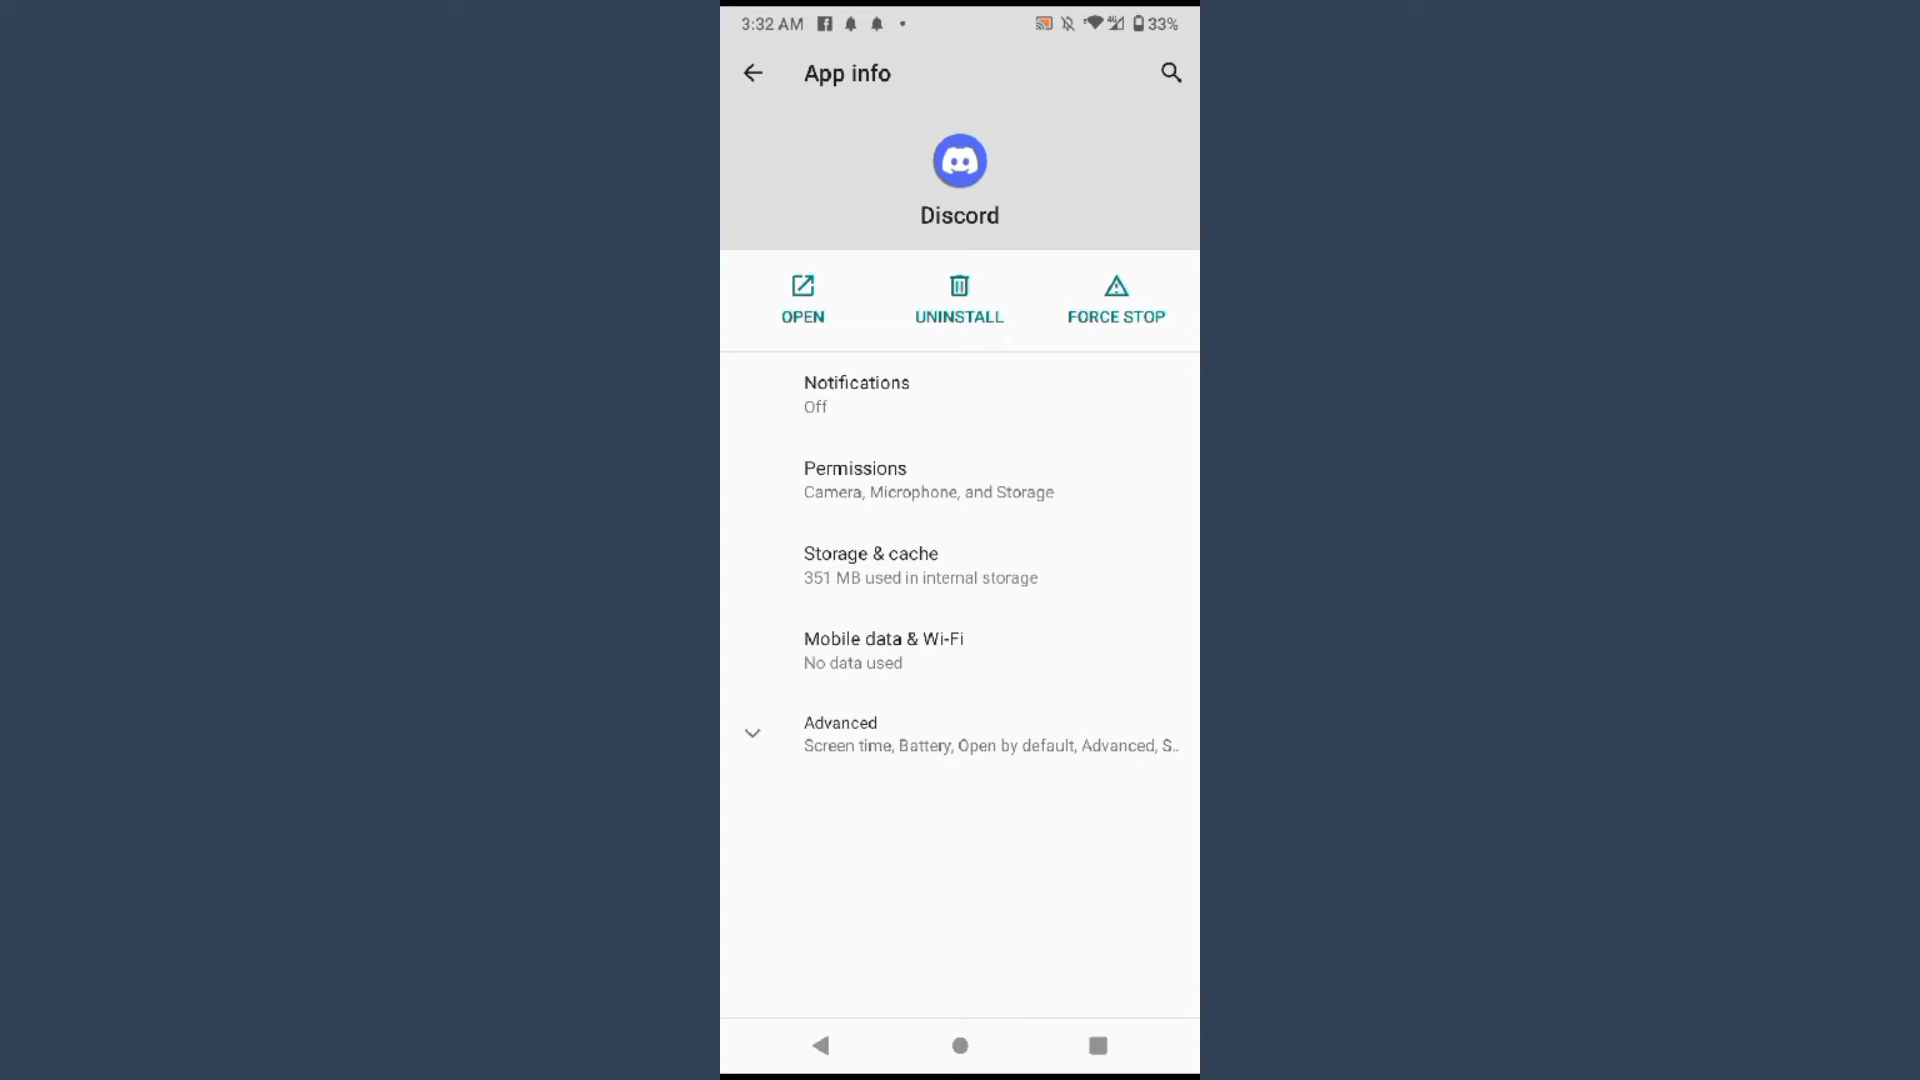 3:32 AM 33%
App info
Discord
OPEN UNINSTALL FORCE STOP
Notifications
Off
Permissions
Camera, Microphone, and Storage
Storage & cache
351 MB used in internal storage
Mobile data & Wi-Fi
No data used
Advanced
Screen time, Battery, Open by default, Advanced, S..